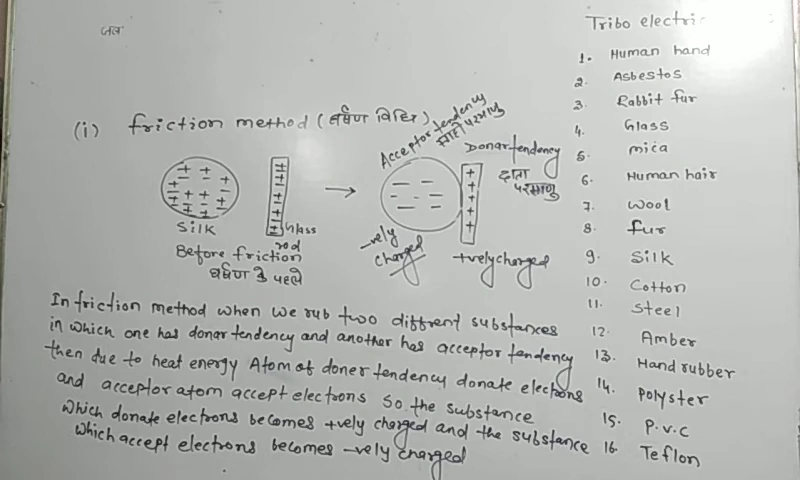 जल
(i) friction method (घर्षण विधि)
Acceptor tendency
ग्राही परमाणु
Donar tendency
दाता
परमाणु
Silk
Glass
rod
Before friction
घर्षण के पहले
-vely
charged
+vely charged
In friction method when we rub two different substances
in which one has donar tendency and another has acceptor tendency
then due to heat energy Atom of doner tendency donate electrons
and acceptor atom accept electrons so the substance
which donate electrons becomes +vely charged and the substance
which accept electrons becomes -vely charged
Tribo electri
1. Human hand
2. Asbestos
3. Rabbit fur
4. Glass
5. mica
6. Human hair
7. Wool
8. fur
9. Silk
10. Cotton
11. Steel
12. Amber
13. Hand rubber
14. Polyster
15. P.v.c
16. Teflon